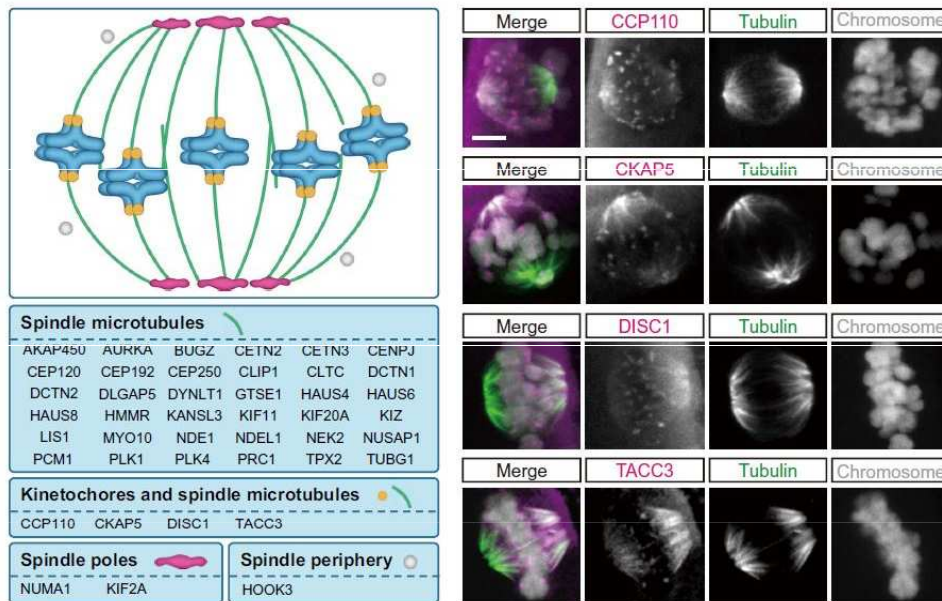 Spindle microtubules
AKAP450 AURKA BUGZ CETN2 CETN3 CENPJ
CEP120 CEP192 CEP250 CLIP1 CLTC DCTN1
DCTN2 DLGAP5 DYNLT1 GTSE1 HAUS4 HAUS6
HAUS8 HMMR KANSL3 KIF11 KIF20A KIZ
LIS1 MYO10 NDE1 NDEL1 NEK2 NUSAP1
PCM1 PLK1 PLK4 PRC1 TPX2 TUBG1
Kinetochores and spindle microtubules
CCP110 CKAP5 DISC1 TACC3
Spindle poles
NUMA1 KIF2A
Spindle periphery
HOOK3
Merge CCP110 Tubulin Chromosome
Merge CKAP5 Tubulin Chromosome
Merge DISC1 Tubulin Chromosome
Merge TACC3 Tubulin Chromosome